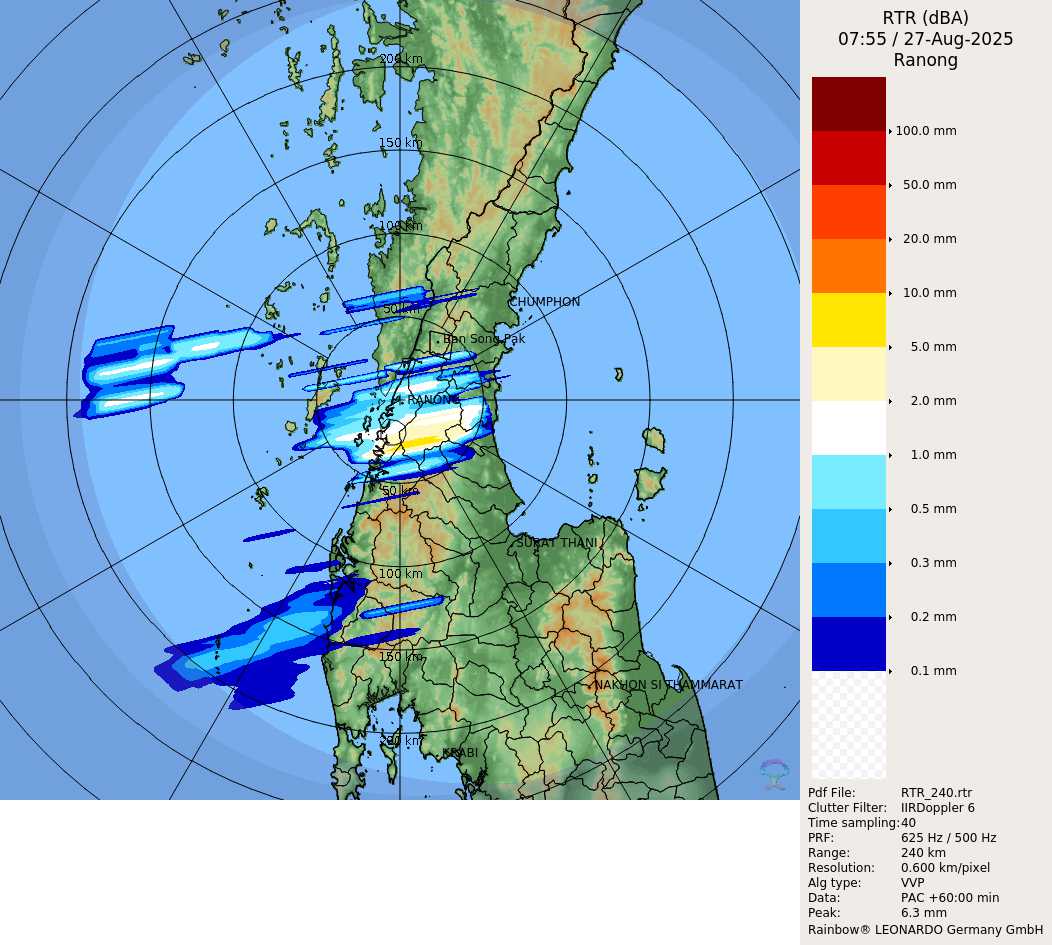 RTR (dBA)
07:55 / 27-Aug-2025
Ranong
200 km
150 km
100 km
50 km
CHUMPHON
Ban Song Pak
RANONG
50 km
SURAT THANI
100 km
150 km
NAKHON SI THAMMARAT
200 km
KRABI
100.0 mm
50.0 mm
20.0 mm
10.0 mm
5.0 mm
2.0 mm
1.0 mm
0.5 mm
0.3 mm
0.2 mm
0.1 mm
Pdf File: RTR_240.rtr
Clutter Filter: IIRDoppler 6
Time sampling: 40
PRF: 625 Hz / 500 Hz
Range: 240 km
Resolution: 0.600 km/pixel
Alg type: VVP
Data: PAC +60:00 min
Peak: 6.3 mm
Rainbow® LEONARDO Germany GmbH